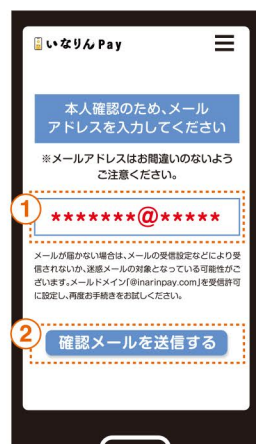 いなりんPay
本人確認のため、メール
アドレスを入力してください
※メールアドレスはお間違いのないよう
ご注意ください。
①
*******@*****
メールが届かない場合は、メールの受信設定などにより受
信されないか、迷惑メールの対象となっている可能性がご
ざいます。メールドメイン「@inarinpay.com」を受信許可
に設定し、再度お手続きをお試しください。
②
確認メールを送信する